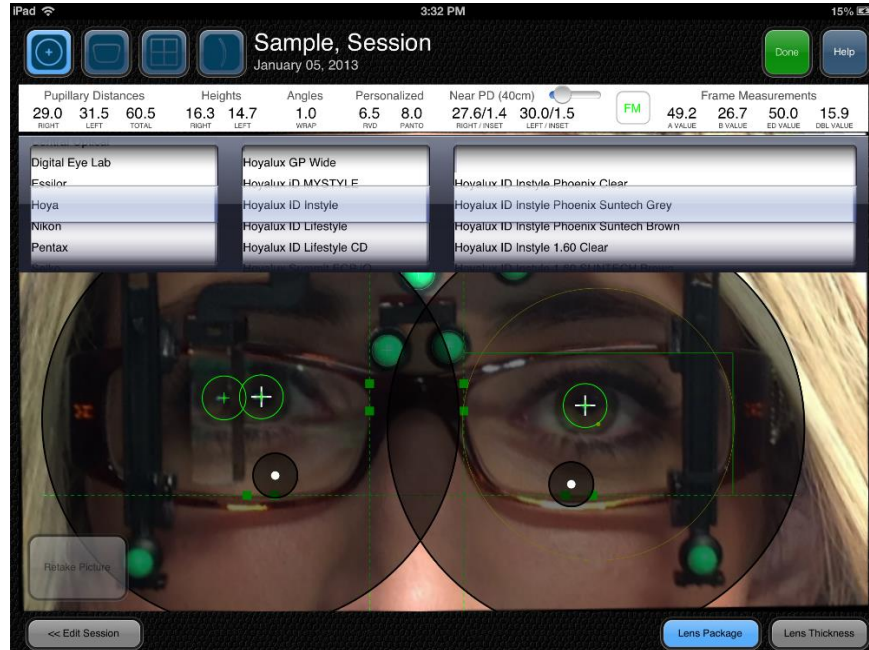 iPad 3:32 PM 15%
Sample, Session
January 05, 2013
Done Help
Pupillary Distances Heights Angles Personalized Near PD (40cm) FM Frame Measurements
29.0 31.5 60.5 16.3 14.7 1.0 6.5 8.0 27.6/1.4 30.0/1.5 49.2 26.7 50.0 15.9
RIGHT LEFT TOTAL RIGHT LEFT WRAP RVD PANTO RIGHT / INSET LEFT / INSET A VALUE B VALUE ED VALUE DBL VALUE
Central Optical
Digital Eye Lab Hoyalux GP Wide
Essilor Hoyalux iD MYSTYLE Hoyalux ID Instyle Phoenix Clear
Hoya Hoyalux ID Instyle Hoyalux ID Instyle Phoenix Suntech Grey
Nikon Hoyalux ID Lifestyle Hoyalux ID Instyle Phoenix Suntech Brown
Pentax Hoyalux ID Lifestyle CD Hoyalux ID Instyle 1.60 Clear
Retake Picture
<< Edit Session Lens Package Lens Thickness